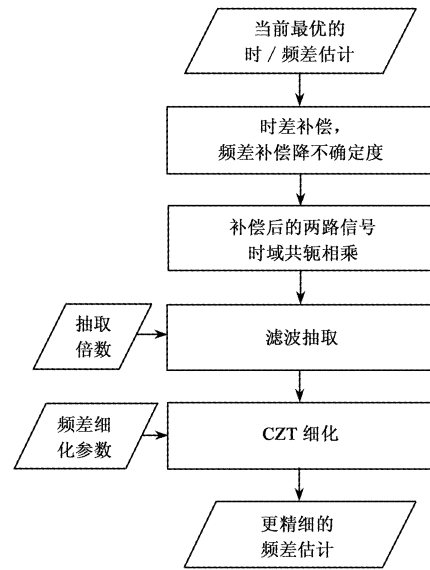 当前最优的
时/频差估计
时差补偿,
频差补偿降不确定度
补偿后的两路信号
时域共轭相乘
抽取
倍数
滤波抽取
频差细
化参数
CZT 细化
更精细的
频差估计